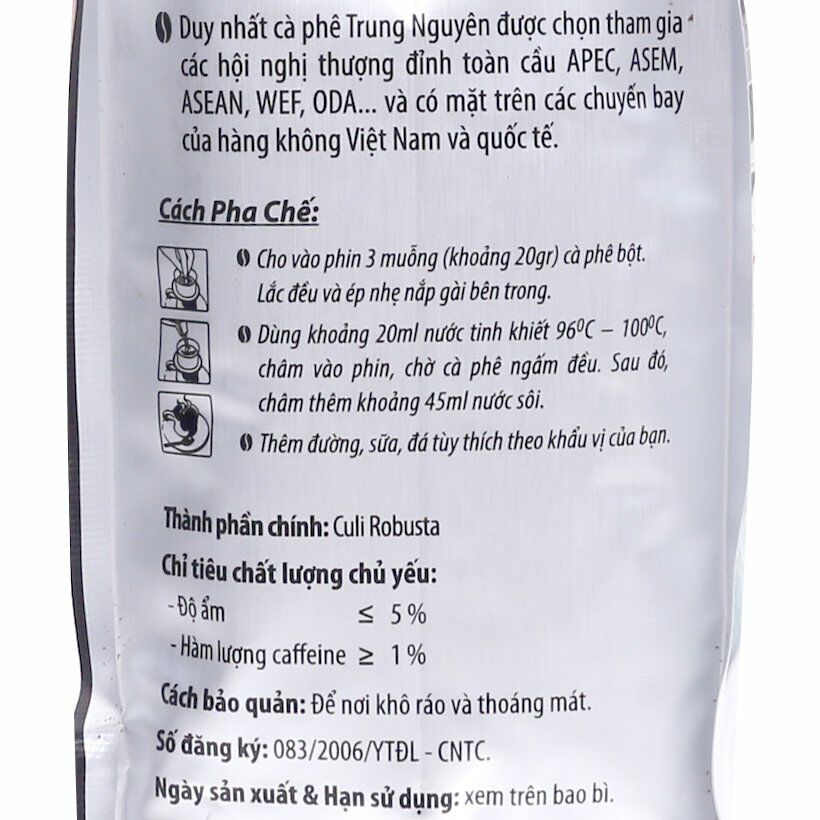 Duy nhất cà phê Trung Nguyên được chọn tham gia
các hội nghị thượng đỉnh toàn cầu APEC, ASEM,
ASEAN, WEF, ODA... và có mặt trên các chuyến bay
của hàng không Việt Nam và quốc tế.
Cách Pha Chế:
Cho vào phin 3 muỗng (khoảng 20gr) cà phê bột.
Lắc đều và ép nhẹ nắp gài bên trong.
Dùng khoảng 20ml nước tinh khiết 96⁰C – 100⁰C,
châm vào phin, chờ cà phê ngấm đều. Sau đó,
châm thêm khoảng 45ml nước sôi.
Thêm đường, sữa, đá tùy thích theo khẩu vị của bạn.
Thành phần chính: Culi Robusta
Chỉ tiêu chất lượng chủ yếu:
- Độ ẩm ≤ 5 %
- Hàm lượng caffeine ≥ 1 %
Cách bảo quản: Để nơi khô ráo và thoáng mát.
Số đăng ký: 083/2006/YTĐL - CNTC.
Ngày sản xuất & Hạn sử dụng: xem trên bao bì.